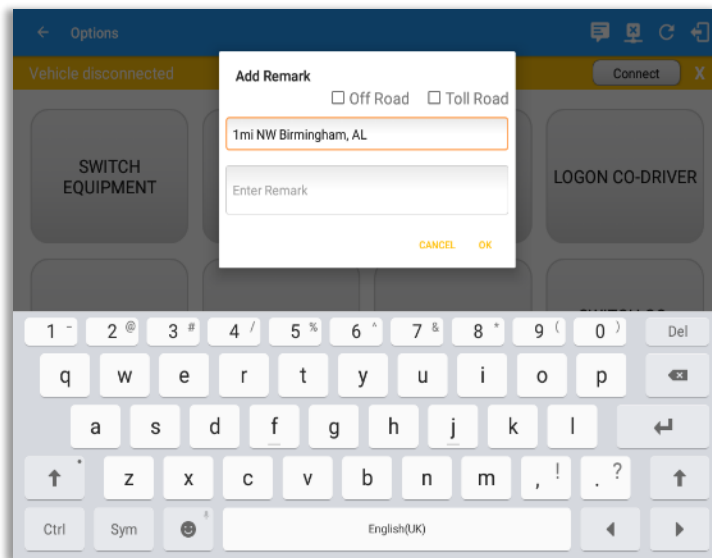 Options
Vehicle disconnected
Connect
X
Add Remark
Off Road
Toll Road
1mi NW Birmingham, AL
Enter Remark
CANCEL
OK
SWITCH
EQUIPMENT
LOGON CO-DRIVER
1 - 2 @ 3 # 4 / 5 % 6 ^ 7 & 8 * 9 ( 0 ) Del
q w e r t y u i o p
a s d f g h j k l
z x c v b n m , ! . ?
Ctrl Sym English(UK)